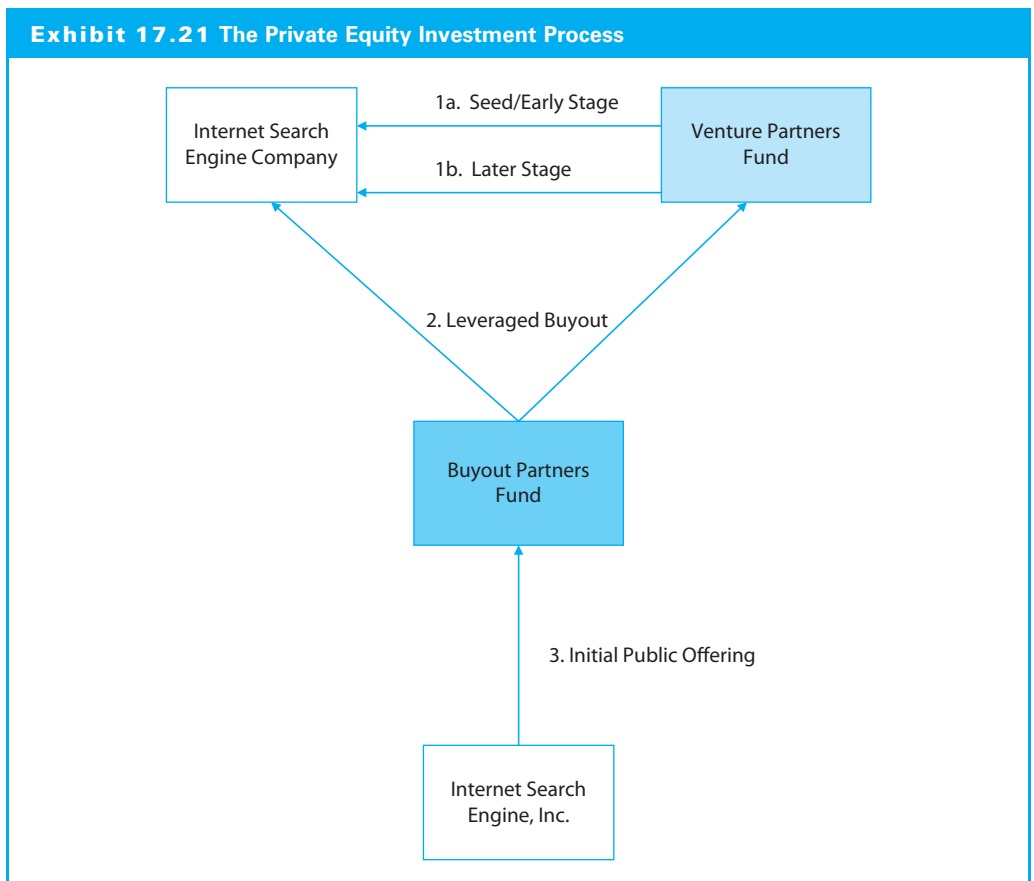 Exhibit 17.21 The Private Equity Investment Process
1a. Seed/Early Stage
Internet Search
Engine Company
Venture Partners
Fund
1b. Later Stage
2. Leveraged Buyout
Buyout Partners
Fund
3. Initial Public Offering
Internet Search
Engine, Inc.